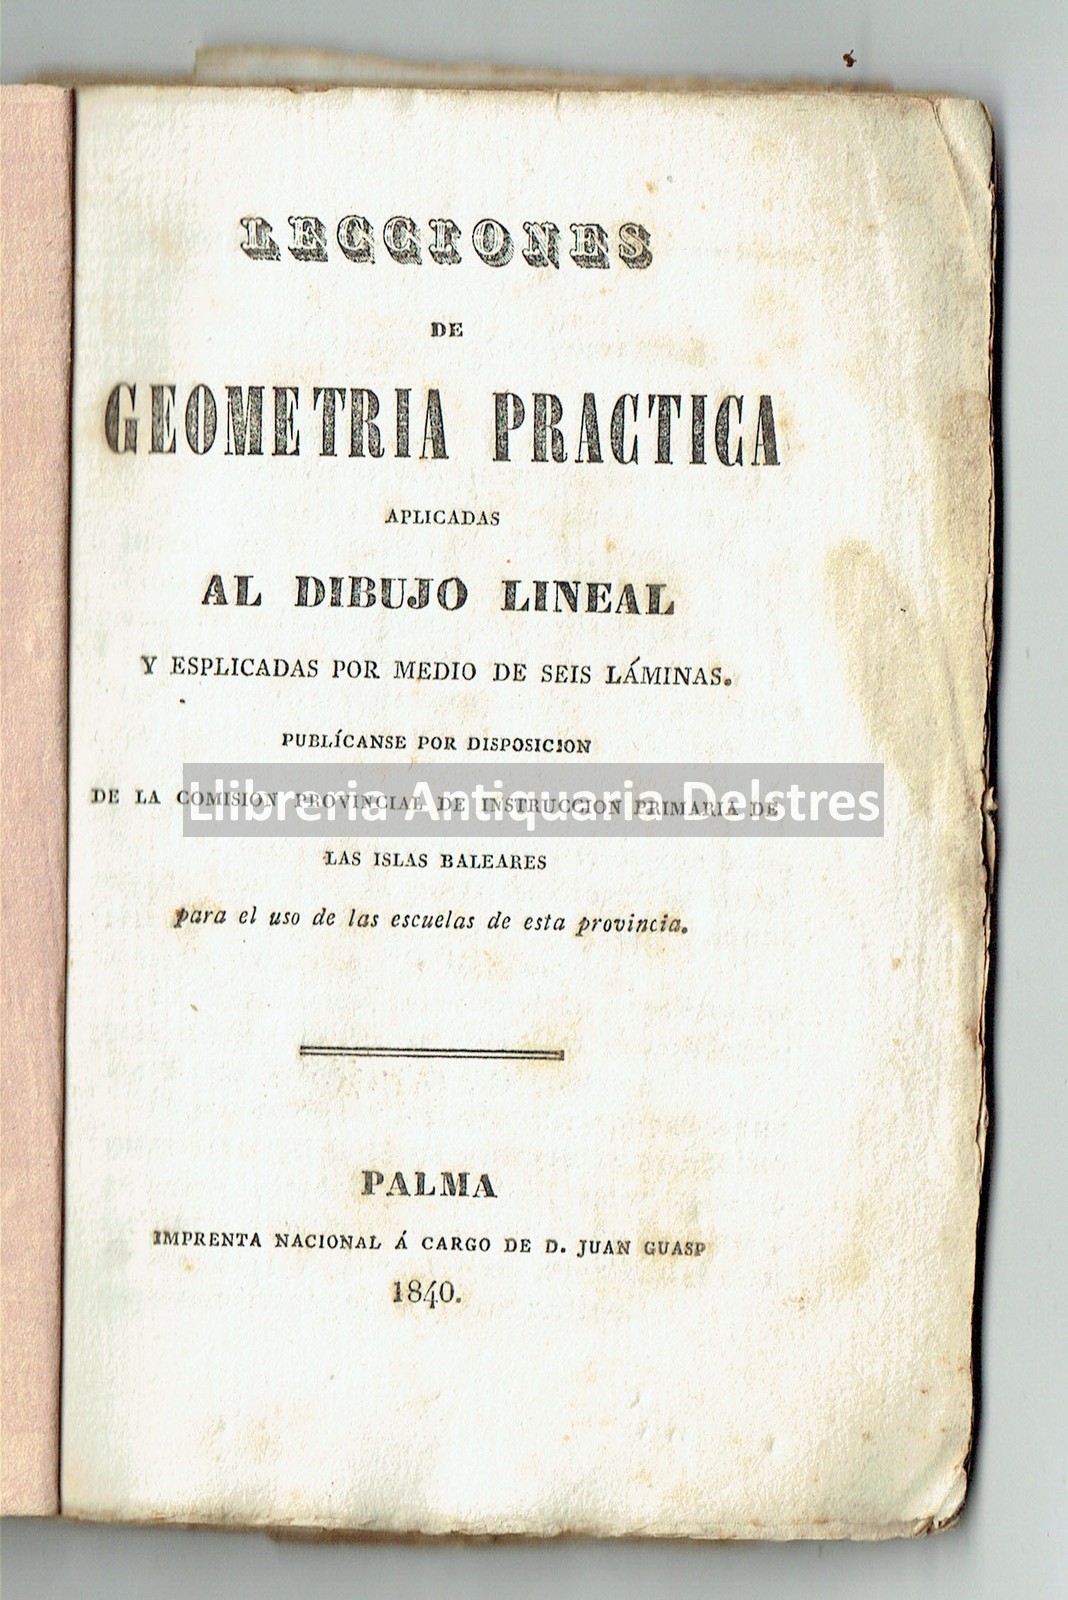 LECCIONES
DE
GEOMETRIA PRACTICA
APLICADAS
AL DIBUJO LINEAL
Y ESPLICADAS POR MEDIO DE SEIS LÁMINAS.
PUBLÍCANSE POR DISPOSICION
DE LA COMISION PROVINCIAL DE INSTRUCCION PRIMARIA DE
Llibreria Antiquaria Delstres
LAS ISLAS BALEARES
para el uso de las escuelas de esta provincia.
PALMA
IMPRENTA NACIONAL Á CARGO DE D. JUAN GUASP
1840.